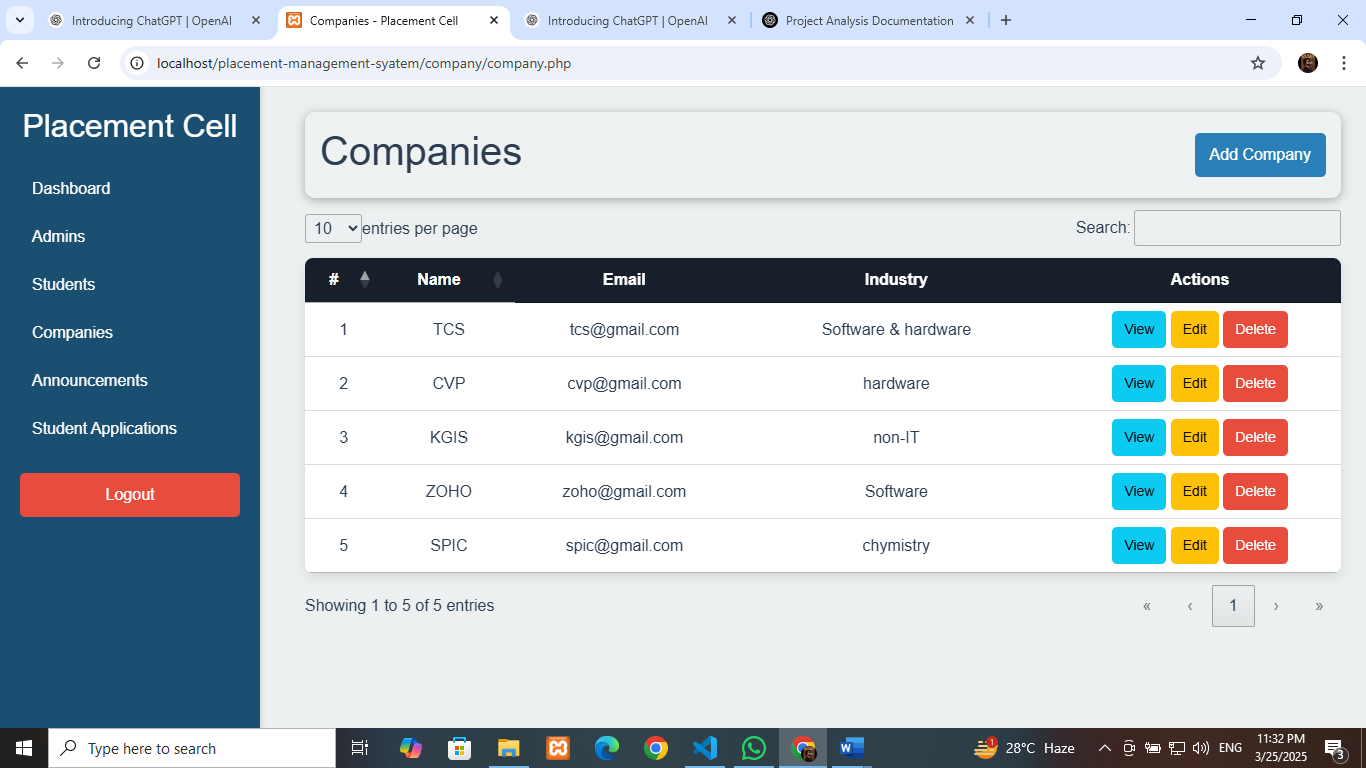 Introducing ChatGPT | OpenAI
Companies - Placement Cell
Introducing ChatGPT | OpenAI
Project Analysis Documentation
localhost/placement-management-syatem/company/company.php
Placement Cell
Dashboard
Admins
Students
Companies
Announcements
Student Applications
Logout
Companies
Add Company
10 entries per page
Search:
# Name Email Industry Actions
1 TCS tcs@gmail.com Software & hardware View Edit Delete
2 CVP cvp@gmail.com hardware View Edit Delete
3 KGIS kgis@gmail.com non-IT View Edit Delete
4 ZOHO zoho@gmail.com Software View Edit Delete
5 SPIC spic@gmail.com chymistry View Edit Delete
Showing 1 to 5 of 5 entries
« ‹ 1 › »
Type here to search
1
28°C Haze
ENG
11:32 PM
3/25/2025
3